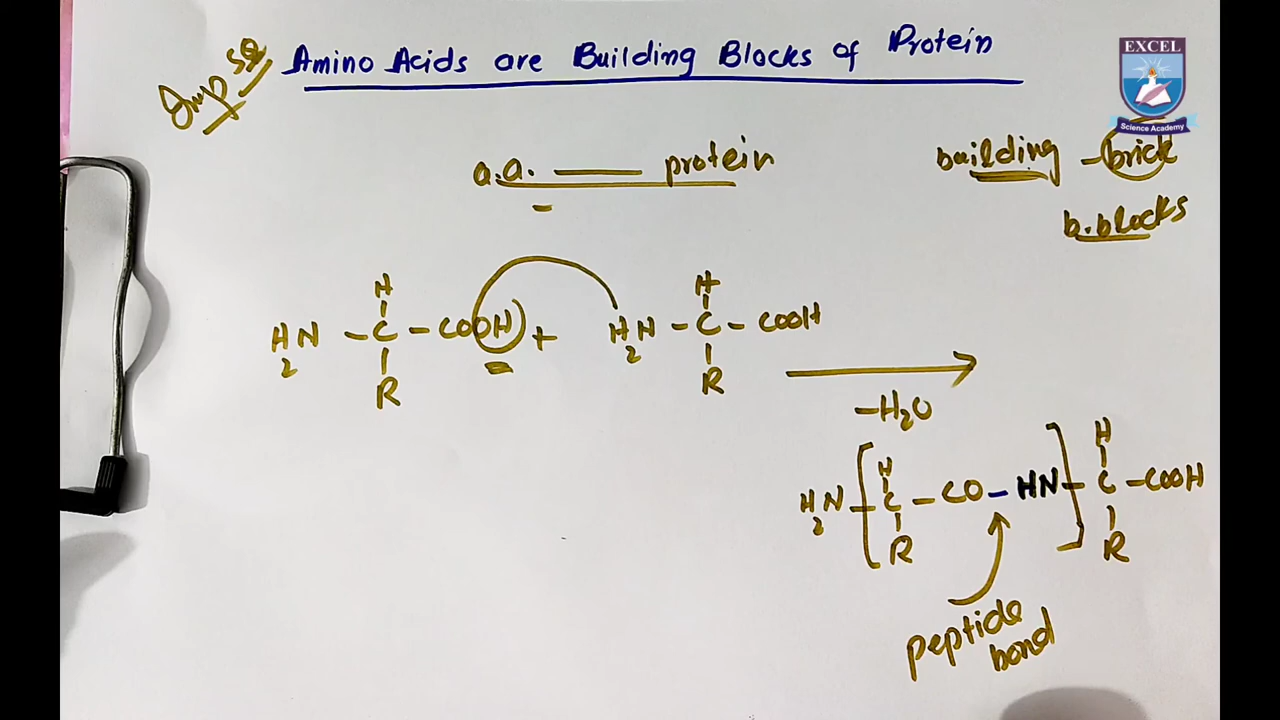 Imp SQ
Amino Acids are Building Blocks of Protein
EXCEL
Science Academy
a.a. —— protein
building - brick
b.blocks
H H
H₂N - C - COOH + H₂N - C - COOH
R R
-H₂O
H H
H₂N - [ C - CO - HN ] - C - COOH
R R
peptide
bond